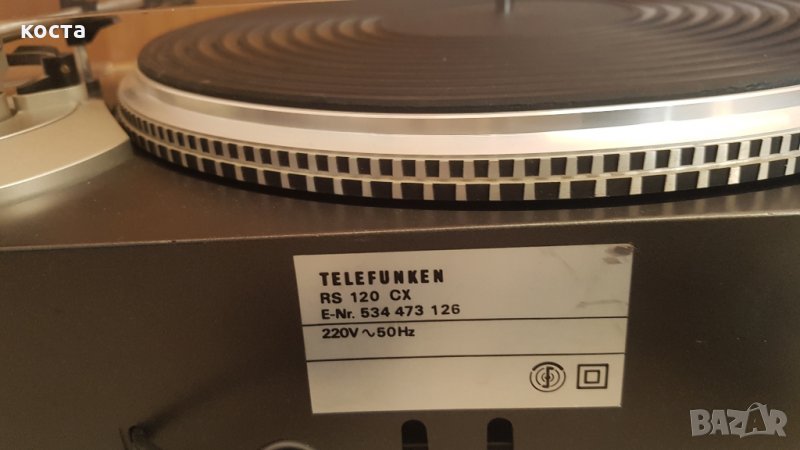 коста
TELEFUNKEN
RS 120 CX
E-Nr. 534 473 126
220V ~ 50Hz
BAZAR